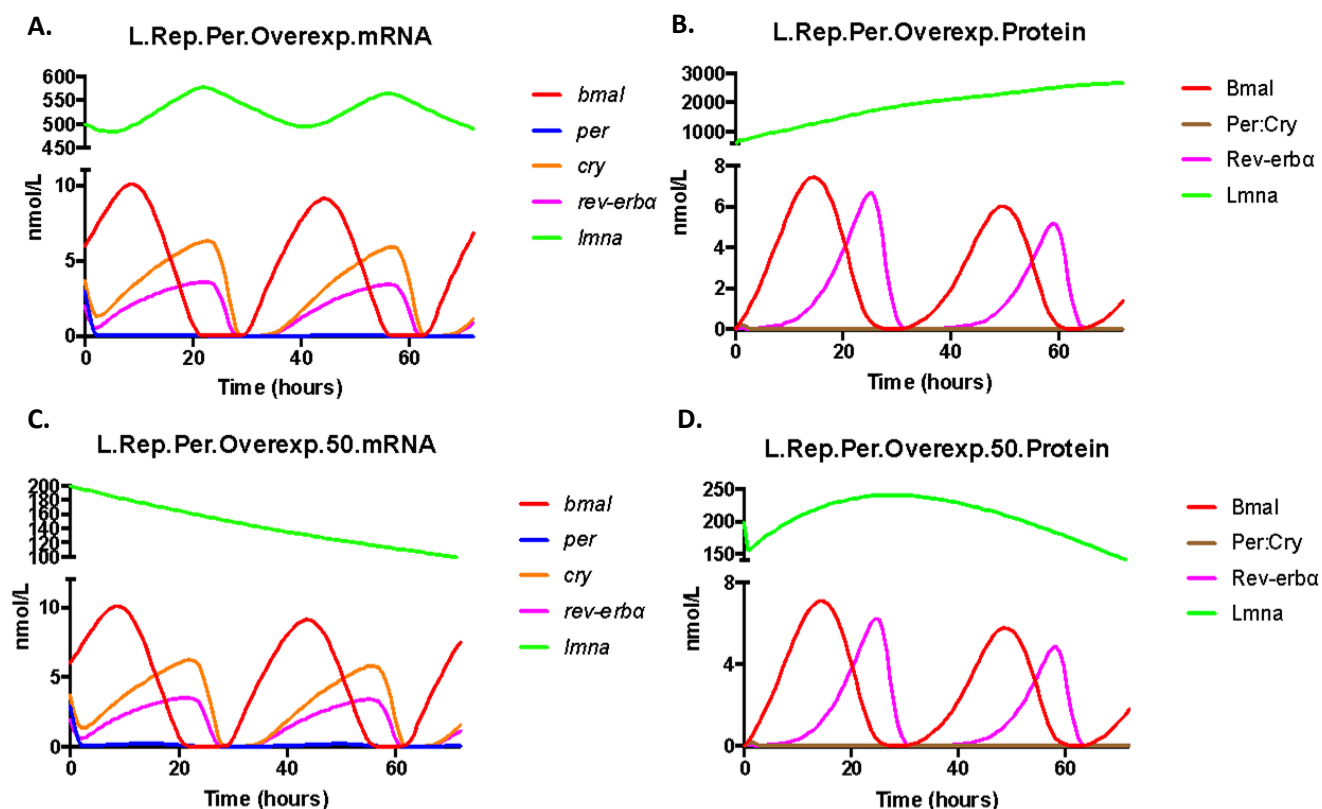 A.
L.Rep.Per.Overexp.mRNA
600
550
500
450
10
5
0
nmol/L
0 20 40 60
Time (hours)
bmal
per
cry
rev-erbα
lmna
B.
L.Rep.Per.Overexp.Protein
3000
2000
1000
8
6
4
2
0
nmol/L
0 20 40 60
Time (hours)
Bmal
Per:Cry
Rev-erbα
Lmna
C.
L.Rep.Per.Overexp.50.mRNA
200
180
160
140
120
100
10
5
0
nmol/L
0 20 40 60
Time (hours)
bmal
per
cry
rev-erbα
lmna
D.
L.Rep.Per.Overexp.50.Protein
250
200
150
8
4
0
nmol/L
0 20 40 60
Time (hours)
Bmal
Per:Cry
Rev-erbα
Lmna